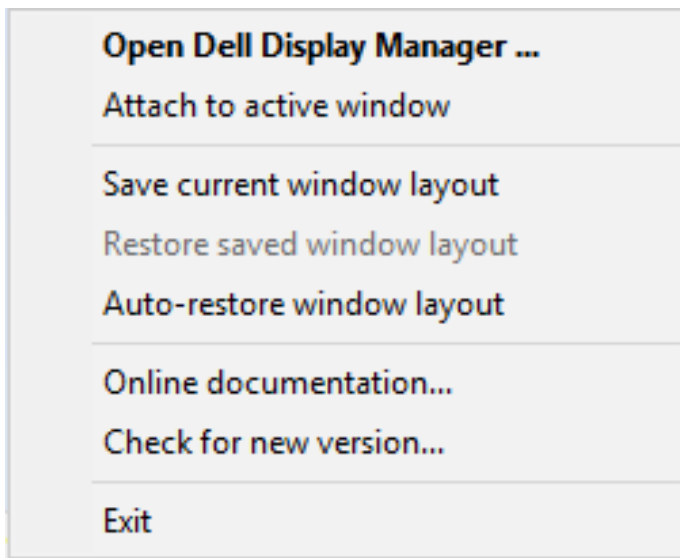 Open Dell Display Manager ...
Attach to active window
Save current window layout
Restore saved window layout
Auto-restore window layout
Online documentation...
Check for new version...
Exit